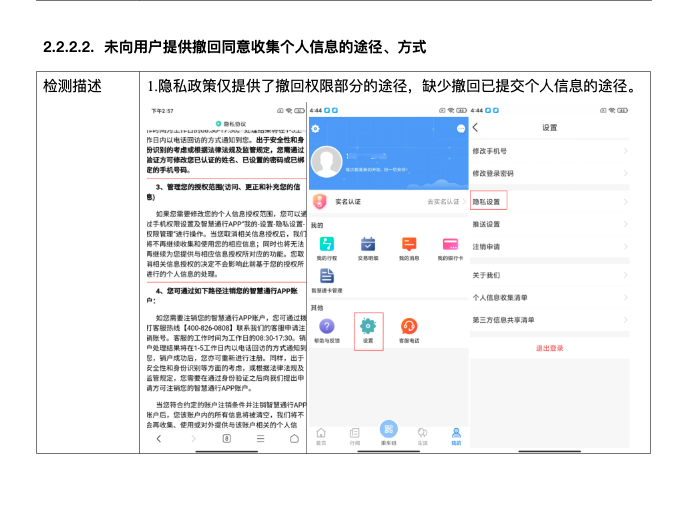 2.2.2.2. 未向用户提供撤回同意收集个人信息的途径、方式
检测描述
1.隐私政策仅提供了撤回权限部分的途径，缺少撤回已提交个人信息的途径。
下午2:57
隐私协议
作日内以电话回访的方式通知到您。出于安全性和身
份识别的考虑或根据法律法规及监管规定，您需通过
验证方可修改您已认证的姓名、已设置的密码或已绑
定的手机号码。
3、管理您的授权范围(访问、更正和补充您的信
息)
如果您需要修改您的个人信息授权范围，您可以通
过手机权限设置及智慧通行APP“我的-设置-隐私设置-
权限管理”进行操作。当您取消相关信息授权后，我们
将不再继续收集和使用您的相应信息；同时也将无法
再继续为您提供与相应信息授权所对应的功能。您取
消相关信息授权的决定不会影响此前基于您的授权所
进行的个人信息的处理。
4、您可通过如下路径注销您的智慧通行APP账
户：
如您需要注销您的智慧通行APP账户，您可通过拨
打客服热线【400-826-0808】联系我们的客服申请注
销账号。客服的工作时间为工作日的08:30-17:30。销
户处理结果将在1-5工作日内以电话回访的方式通知到
您，销户成功后，您亦可重新进行注册。同样，出于
安全性和身份识别等方面的考虑，或根据法律法规及
监管规定，您需要在通过身份验证之后向我们提出申
请方可注销您的智慧通行APP账户。
当您符合约定的账户注销条件并注销智慧通行APP
账户后，您该账户内的所有信息将被清空，我们将不
会再收集、使用或对外提供与该账户相关的个人信
4:44
实名认证
去实名认证
我的
我的行程
交易明细
我的消息
我的银行卡
智慧通卡管理
其他
帮助与反馈
设置
客服电话
首页
行程
乘车码
生活
我的
4:44
设置
修改手机号
修改登录密码
隐私设置
推送设置
注销申请
关于我们
个人信息收集清单
第三方信息共享清单
退出登录